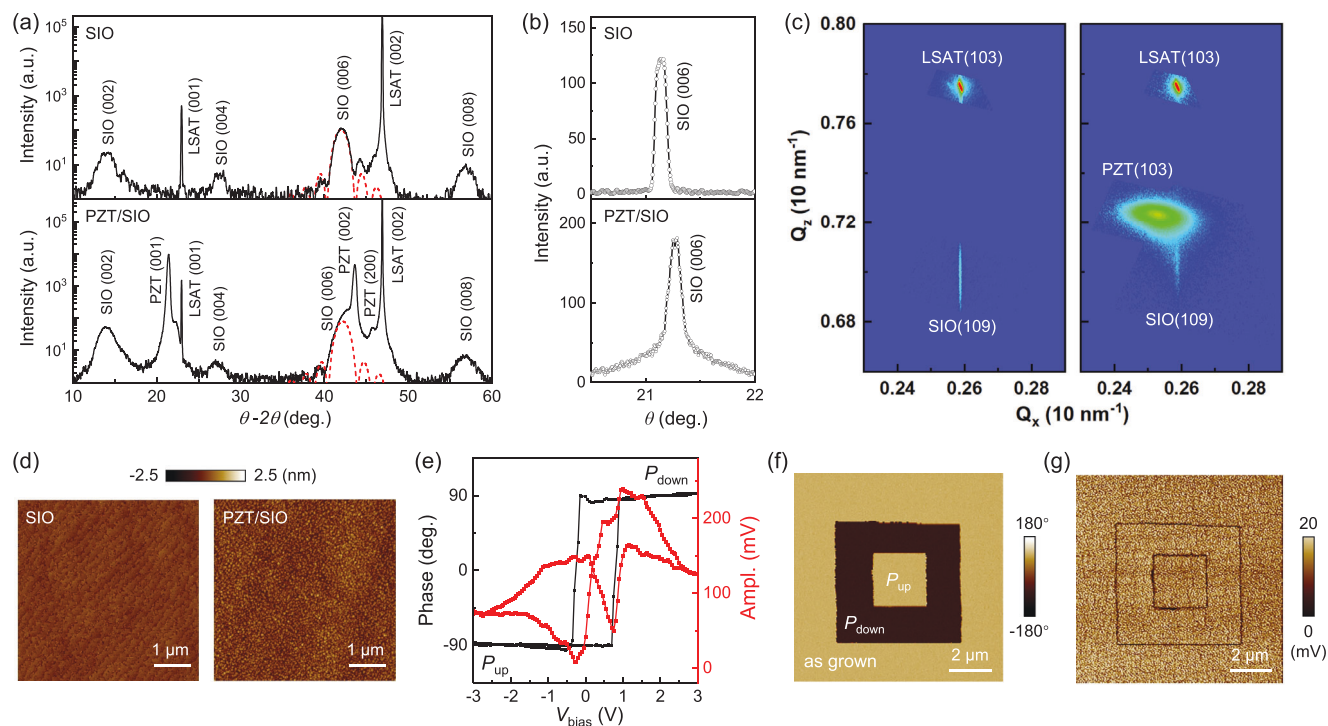 (a)
10⁵
10³
10¹
Intensity (a.u.)
SIO
SIO (002)
LSAT (001)
SIO (004)
SIO (006)
LSAT (002)
SIO (008)
10⁵
10³
10¹
Intensity (a.u.)
PZT/SIO
SIO (002)
PZT (001)
LSAT (001)
SIO (004)
SIO (006)
PZT (002)
PZT (200)
LSAT (002)
SIO (008)
10 20 30 40 50 60
θ-2θ (deg.)
(b)
Intensity (a.u.)
150
100
50
0
SIO
SIO (006)
200
100
0
PZT/SIO
SIO (006)
21 22
θ (deg.)
(c)
Q_z (10 nm⁻¹)
0.80
0.76
0.72
0.68
LSAT(103)
SIO(109)
LSAT(103)
PZT(103)
SIO(109)
0.24 0.26 0.28 0.24 0.26 0.28
Q_x (10 nm⁻¹)
(d)
-2.5 2.5 (nm)
SIO
1 μm
PZT/SIO
1 μm
(e)
Phase (deg.)
90
0
-90
P_down
P_up
200
100
0
Ampl. (mV)
-3 -2 -1 0 1 2 3
V_bias (V)
(f)
P_up
P_down
as grown
2 μm
180°
-180°
(g)
2 μm
20
0
(mV)